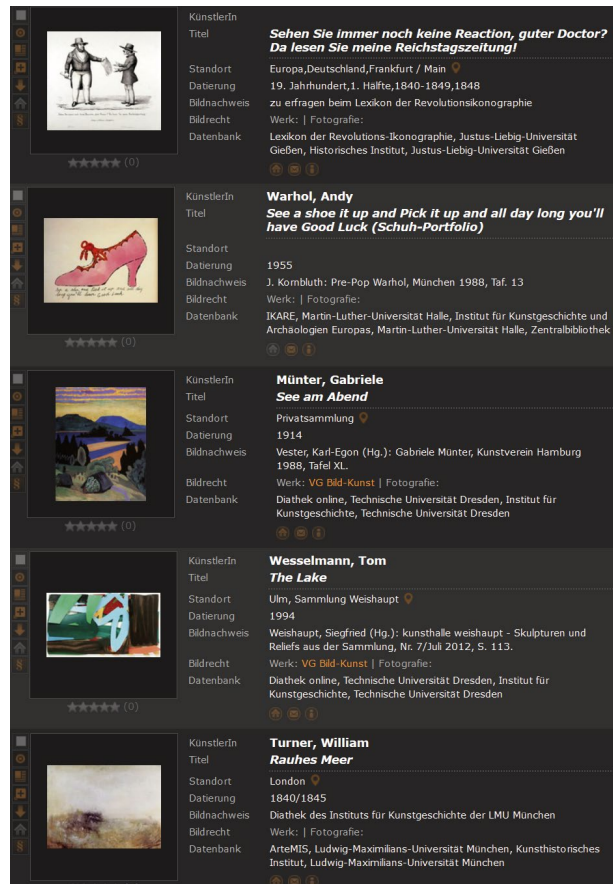 KünstlerIn
Titel Sehen Sie immer noch keine Reaction, guter Doctor?
Da lesen Sie meine Reichstagszeitung!
Standort Europa,Deutschland,Frankfurt / Main
Datierung 19. Jahrhundert,1. Hälfte,1840-1849,1848
Bildnachweis zu erfragen beim Lexikon der Revolutionsikonographie
Bildrecht Werk: | Fotografie:
Datenbank Lexikon der Revolutions-Ikonographie, Justus-Liebig-Universität
Gießen, Historisches Institut, Justus-Liebig-Universität Gießen
(0)
KünstlerIn Warhol, Andy
Titel See a shoe it up and Pick it up and all day long you'll
have Good Luck (Schuh-Portfolio)
Standort
Datierung 1955
Bildnachweis J. Kornbluth: Pre-Pop Warhol, München 1988, Taf. 13
Bildrecht Werk: | Fotografie:
Datenbank IKARE, Martin-Luther-Universität Halle, Institut für Kunstgeschichte und
Archäologien Europas, Martin-Luther-Universität Halle, Zentralbibliothek
(0)
KünstlerIn Münter, Gabriele
Titel See am Abend
Standort Privatsammlung
Datierung 1914
Bildnachweis Vester, Karl-Egon (Hg.): Gabriele Münter, Kunstverein Hamburg
1988, Tafel XL.
Bildrecht Werk: VG Bild-Kunst | Fotografie:
Datenbank Diathek online, Technische Universität Dresden, Institut für
Kunstgeschichte, Technische Universität Dresden
(0)
KünstlerIn Wesselmann, Tom
Titel The Lake
Standort Ulm, Sammlung Weishaupt
Datierung 1994
Bildnachweis Weishaupt, Siegfried (Hg.): kunsthalle weishaupt - Skulpturen und
Reliefs aus der Sammlung, Nr. 7/Juli 2012, S. 113.
Bildrecht Werk: VG Bild-Kunst | Fotografie:
Datenbank Diathek online, Technische Universität Dresden, Institut für
Kunstgeschichte, Technische Universität Dresden
(0)
KünstlerIn Turner, William
Titel Rauhes Meer
Standort London
Datierung 1840/1845
Bildnachweis Diathek des Instituts für Kunstgeschichte der LMU München
Bildrecht Werk: | Fotografie:
Datenbank ArteMIS, Ludwig-Maximilians-Universität München, Kunsthistorisches
Institut, Ludwig-Maximilians-Universität München